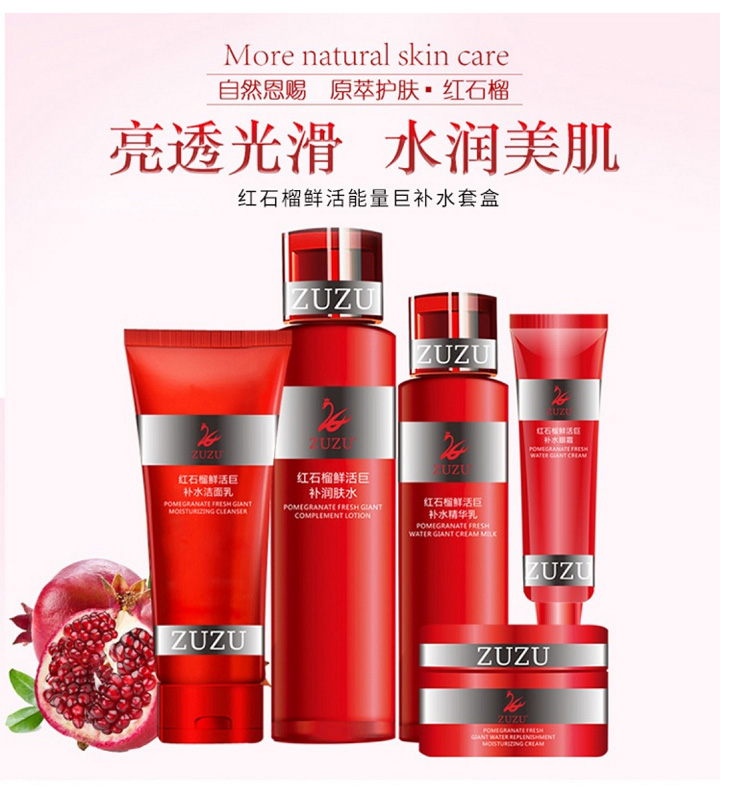 More natural skin care
自然恩赐 原萃护肤·红石榴
亮透光滑 水润美肌
红石榴鲜活能量巨补水套盒
ZUZU
ZUZU
红石榴鲜活巨
补水洁面乳
POMEGRANATE FRESH GIANT
MOISTURIZING CLEANSER
ZUZU
ZUZU
红石榴鲜活巨
补润肤水
POMEGRANATE FRESH GIANT
COMPLEMENT LOTION
ZUZU
ZUZU
红石榴鲜活巨
补水精华乳
POMEGRANATE FRESH
WATER GIANT CREAM MILK
ZUZU
红石榴鲜活巨
补水眼霜
POMEGRANATE FRESH
WATER GIANT CREAM
ZUZU
ZUZU
ZUZU
POMEGRANATE FRESH
GIANT WATER REPLENISHMENT
MOISTURIZING CREAM